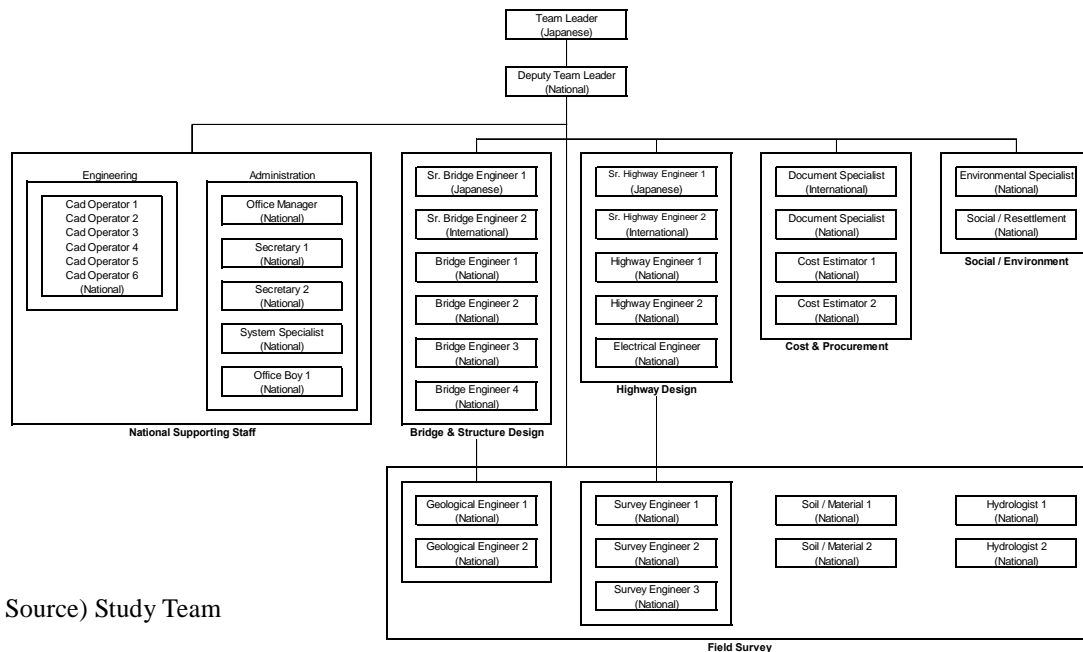 Team Leader
(Japanese)
Deputy Team Leader
(National)
Engineering
Cad Operator 1
Cad Operator 2
Cad Operator 3
Cad Operator 4
Cad Operator 5
Cad Operator 6
(National)
Administration
Office Manager
(National)
Secretary 1
(National)
Secretary 2
(National)
System Specialist
(National)
Office Boy 1
(National)
National Supporting Staff
Sr. Bridge Engineer 1
(Japanese)
Sr. Bridge Engineer 2
(International)
Bridge Engineer 1
(National)
Bridge Engineer 2
(National)
Bridge Engineer 3
(National)
Bridge Engineer 4
(National)
Bridge & Structure Design
Sr. Highway Engineer 1
(Japanese)
Sr. Highway Engineer 2
(International)
Highway Engineer 1
(National)
Highway Engineer 2
(National)
Electrical Engineer
(National)
Highway Design
Document Specialist
(International)
Document Specialist
(National)
Cost Estimator 1
(National)
Cost Estimator 2
(National)
Cost & Procurement
Environmental Specialist
(National)
Social / Resettlement
(National)
Social / Environment
Geological Engineer 1
(National)
Geological Engineer 2
(National)
Survey Engineer 1
(National)
Survey Engineer 2
(National)
Survey Engineer 3
(National)
Soil / Material 1
(National)
Soil / Material 2
(National)
Hydrologist 1
(National)
Hydrologist 2
(National)
Field Survey
Source) Study Team